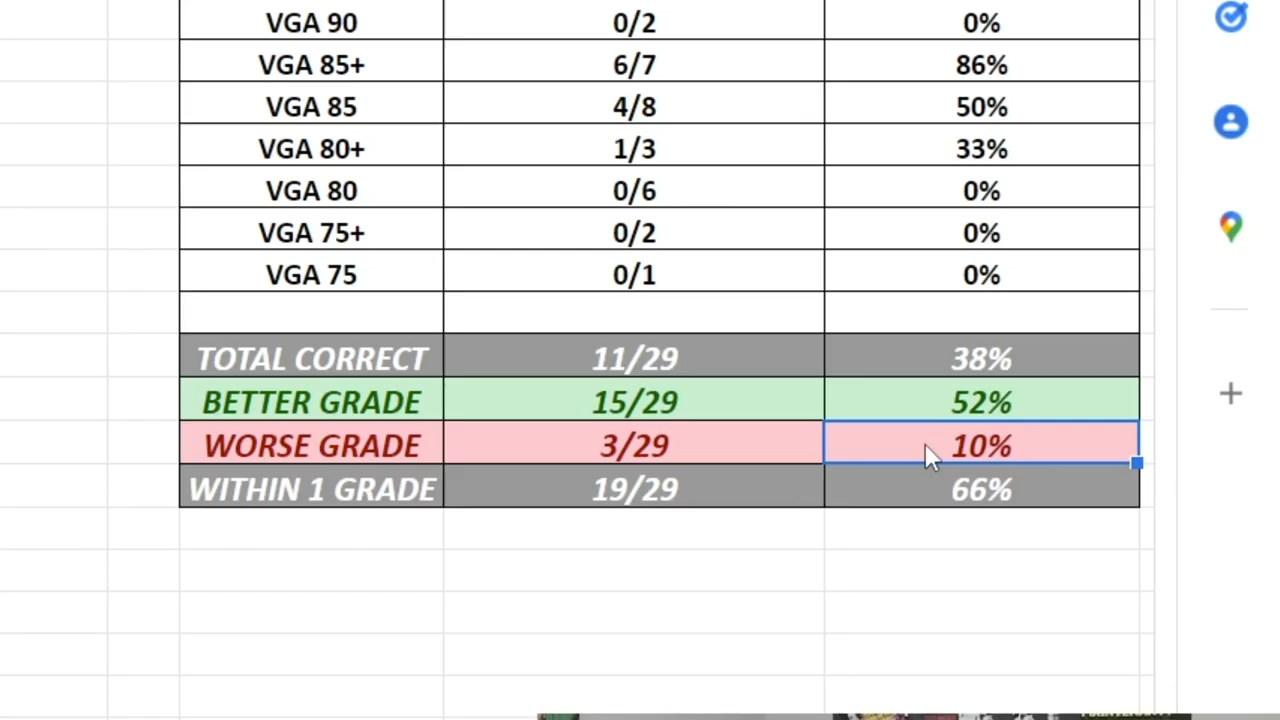 VGA 90 0/2 0%
VGA 85+ 6/7 86%
VGA 85 4/8 50%
VGA 80+ 1/3 33%
VGA 80 0/6 0%
VGA 75+ 0/2 0%
VGA 75 0/1 0%
TOTAL CORRECT 11/29 38%
BETTER GRADE 15/29 52%
WORSE GRADE 3/29 10%
WITHIN 1 GRADE 19/29 66%